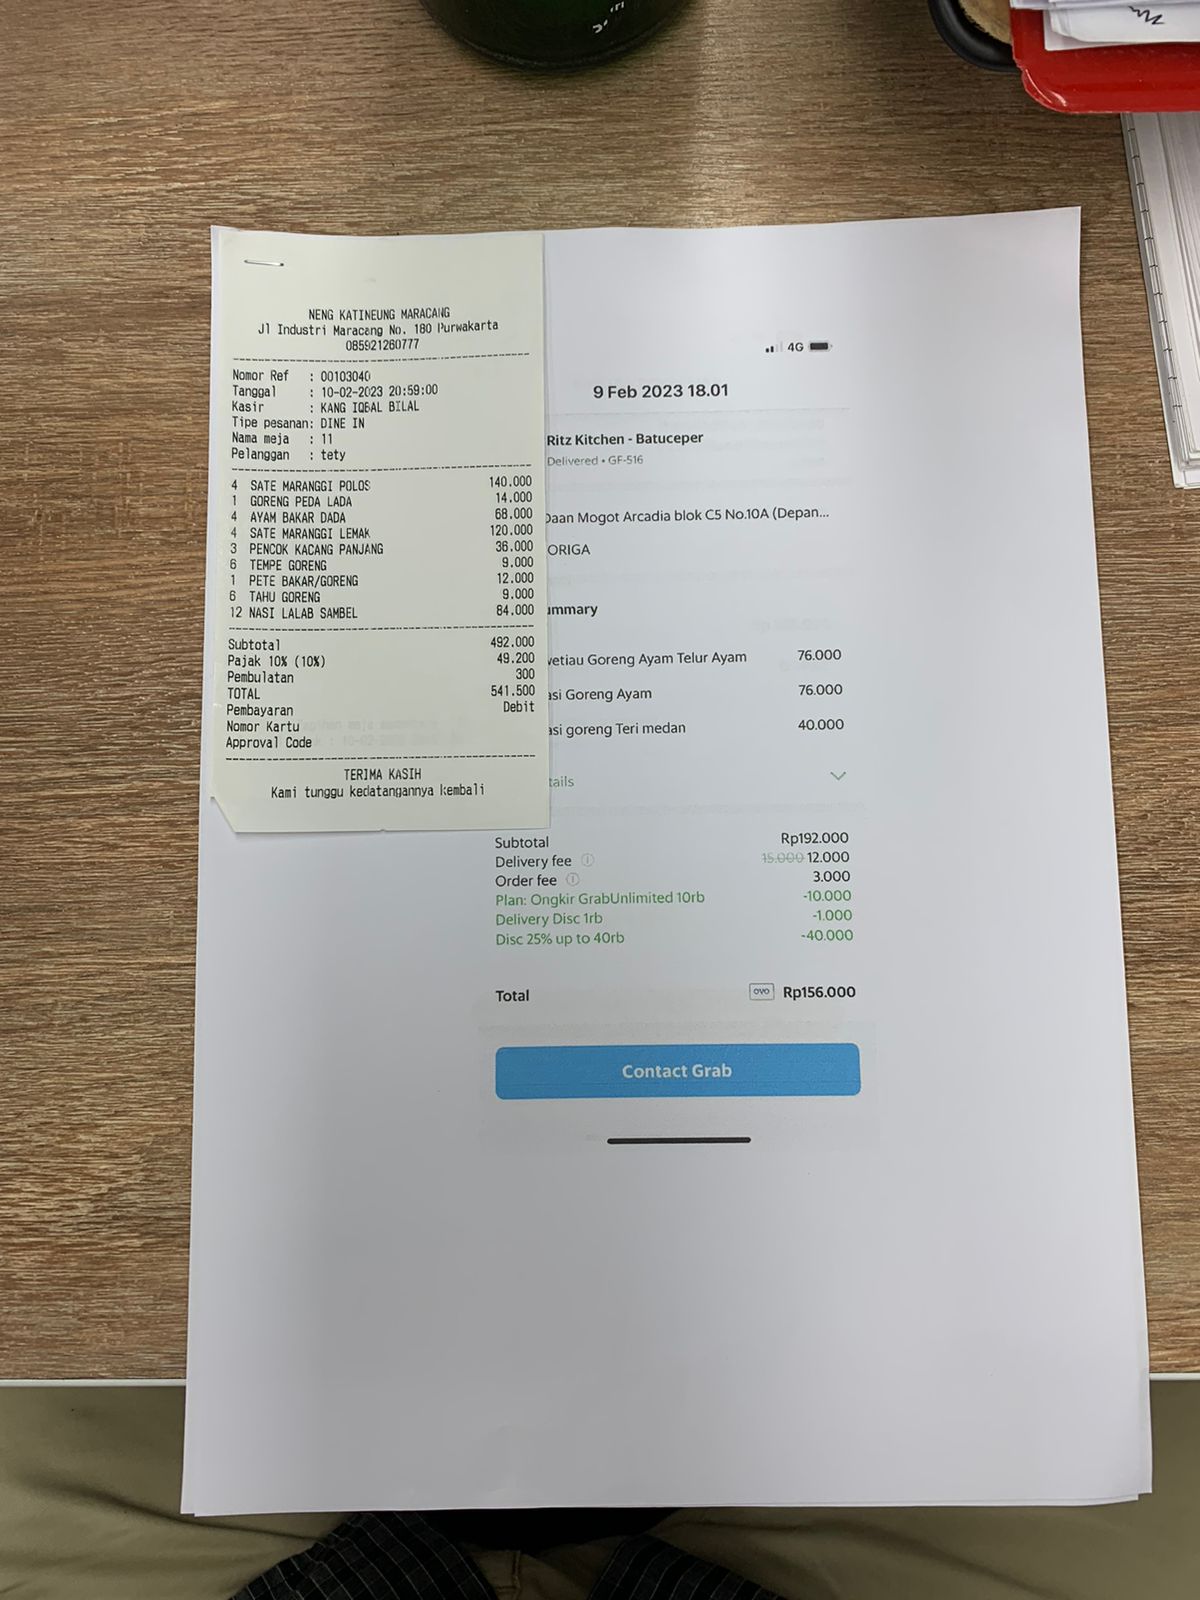 NENG KATINEUNG MARACANG
Jl Industri Maracang No. 180 Purwakarta
085921260777
Nomor Ref : 00103040
Tanggal : 10-02-2023 20:59:00
Kasir : KANG IQBAL BILAL
Tipe pesanan: DINE IN
Nama meja : 11
Pelanggan : tety
4 SATE MARANGGI POLOS 140.000
1 GORENG PEDA LADA 14.000
4 AYAM BAKAR DADA 68.000
4 SATE MARANGGI LEMAK 120.000
3 PENCOK KACANG PANJANG 36.000
6 TEMPE GORENG 9.000
1 PETE BAKAR/GORENG 12.000
6 TAHU GORENG 9.000
12 NASI LALAB SAMBEL 84.000
Subtotal 492.000
Pajak 10% (10%) 49.200
Pembulatan 300
TOTAL 541.500
Pembayaran Debit
Nomor Kartu
Approval Code
TERIMA KASIH
Kami tunggu kedatangannya kembali
4G
9 Feb 2023 18.01
Ritz Kitchen - Batuceper
Delivered • GF-516
Daan Mogot Arcadia blok C5 No.10A (Depan...
ORIGA
ummary
wetiau Goreng Ayam Telur Ayam 76.000
asi Goreng Ayam 76.000
asi goreng Teri medan 40.000
tails
Subtotal Rp192.000
Delivery fee 15.000 12.000
Order fee 3.000
Plan: Ongkir GrabUnlimited 10rb -10.000
Delivery Disc 1rb -1.000
Disc 25% up to 40rb -40.000
Total OVO Rp156.000
Contact Grab